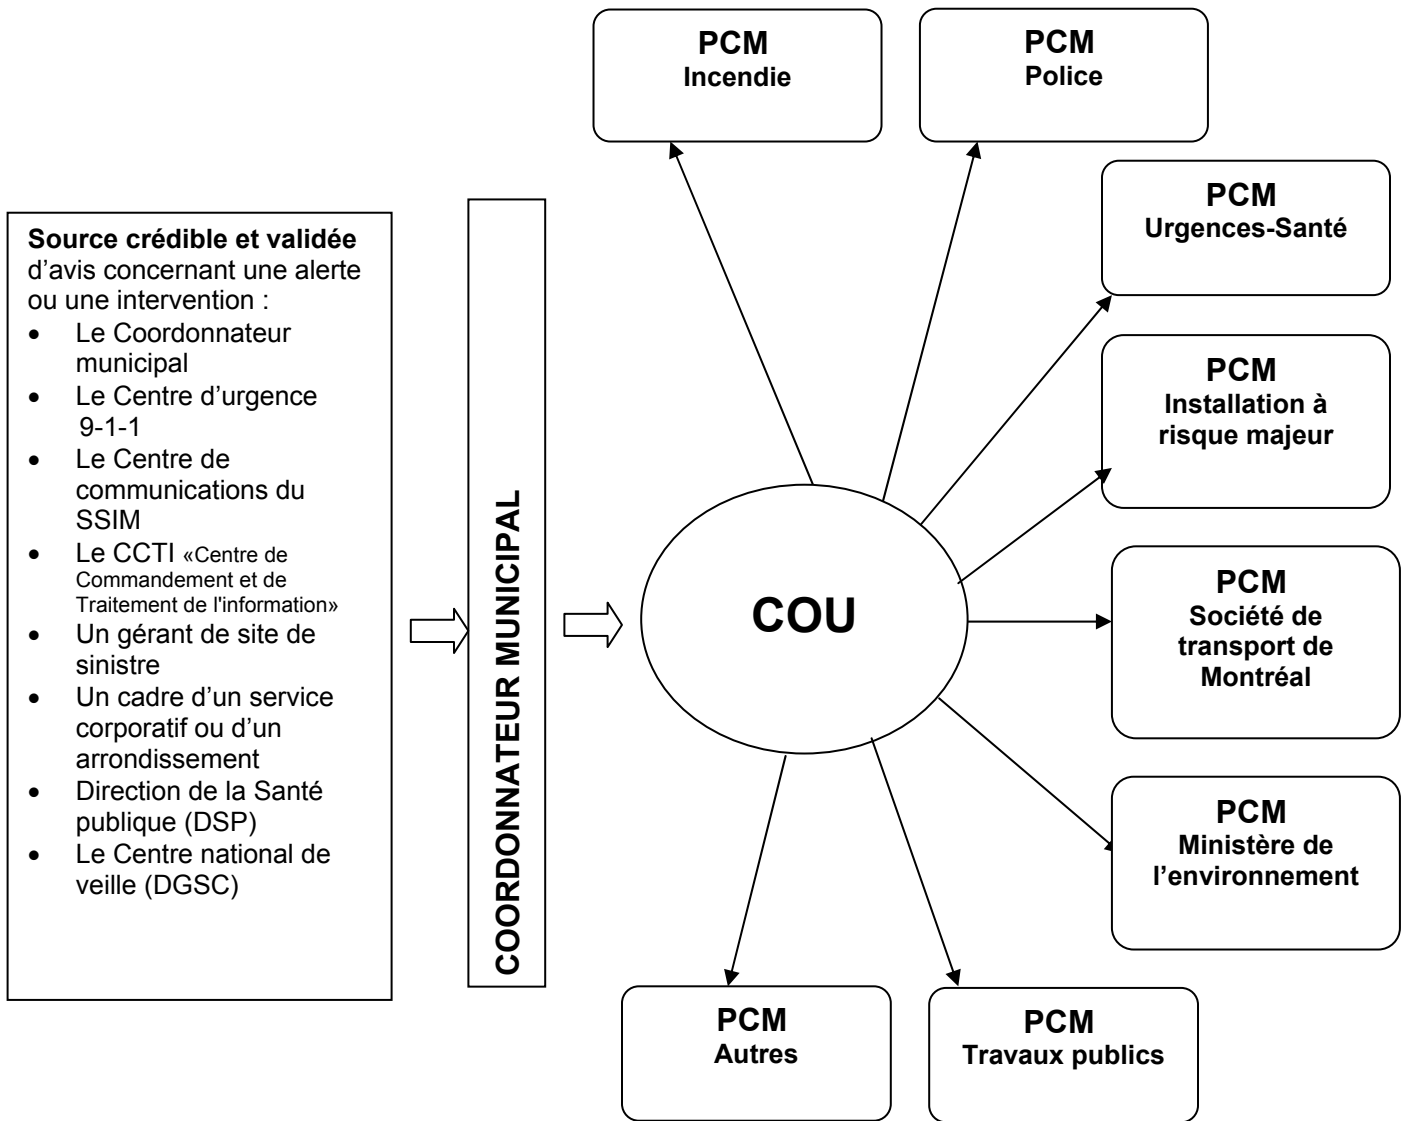 PCM
Incendie
PCM
Police
PCM
Urgences-Santé
PCM
Installation à
risque majeur
PCM
Société de
transport de
Montréal
PCM
Ministère de
l’environnement
PCM
Travaux publics
PCM
Autres
COU
COORDONNATEUR MUNICIPAL
Source crédible et validée
d’avis concernant une alerte
ou une intervention :
• Le Coordonnateur
municipal
• Le Centre d’urgence
9-1-1
• Le Centre de
communications du
SSIM
• Le CCTI «Centre de
Commandement et de
Traitement de l'information»
• Un gérant de site de
sinistre
• Un cadre d’un service
corporatif ou d’un
arrondissement
• Direction de la Santé
publique (DSP)
• Le Centre national de
veille (DGSC)